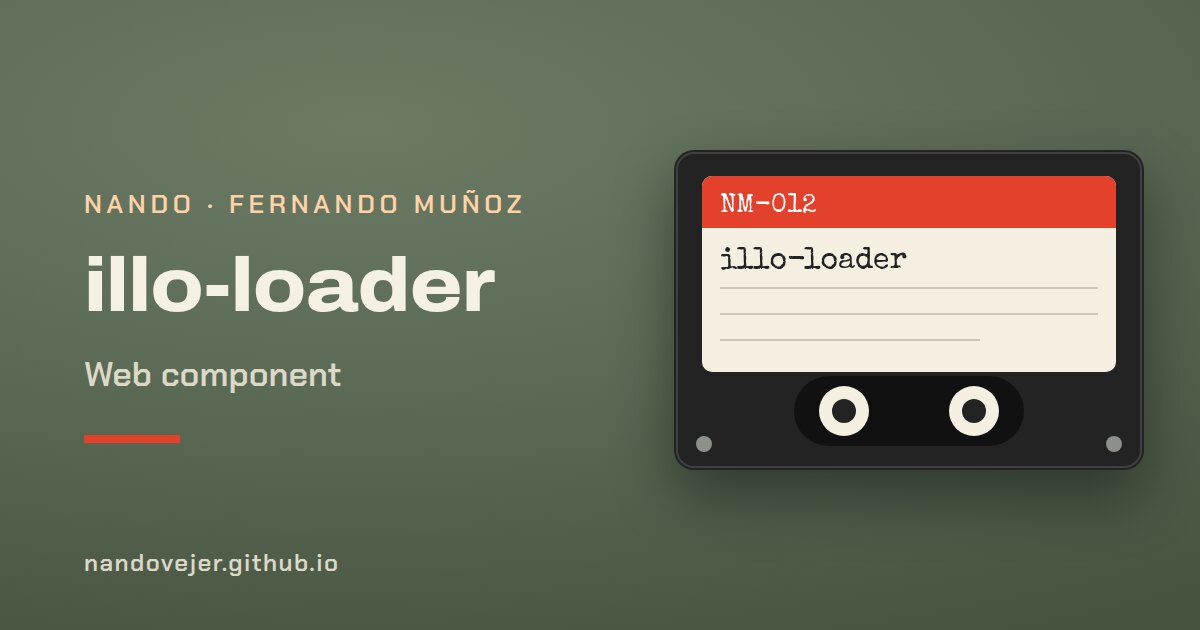 NANDO · FERNANDO MUÑOZ
illo-loader
Web component
nandovejer.github.io
NM-012
illo-loader